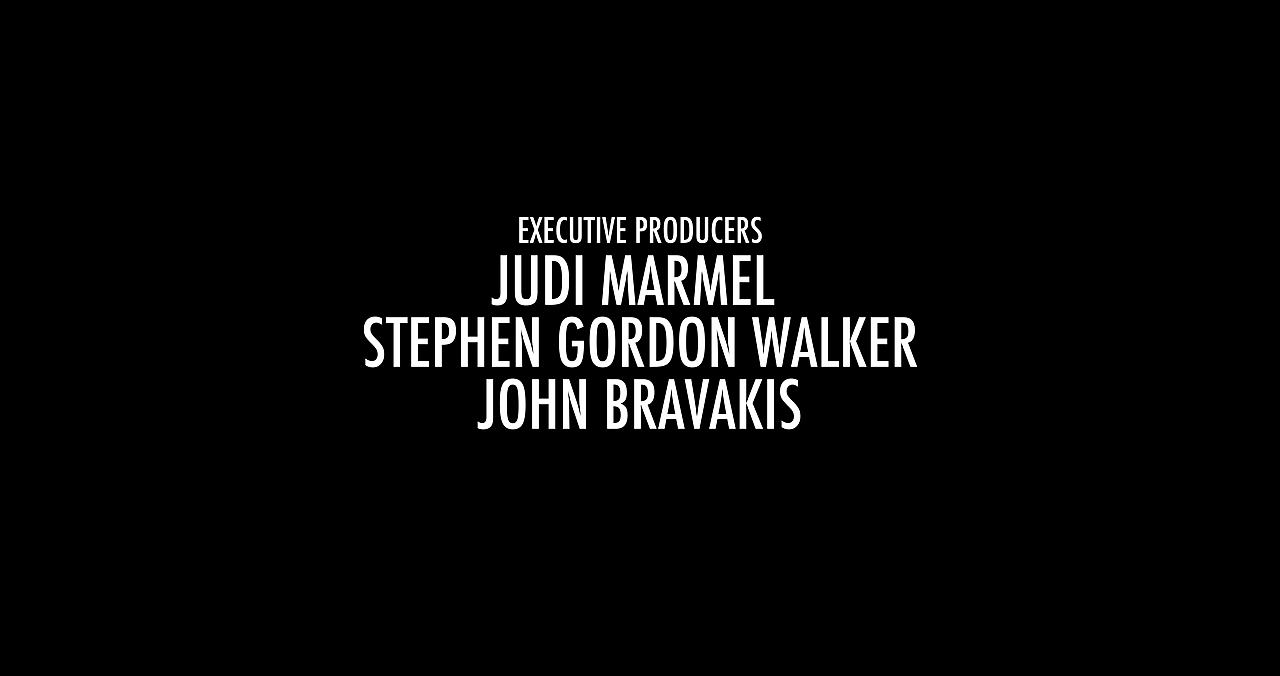 EXECUTIVE PRODUCERS
JUDI MARMEL
STEPHEN GORDON WALKER
JOHN BRAVAKIS